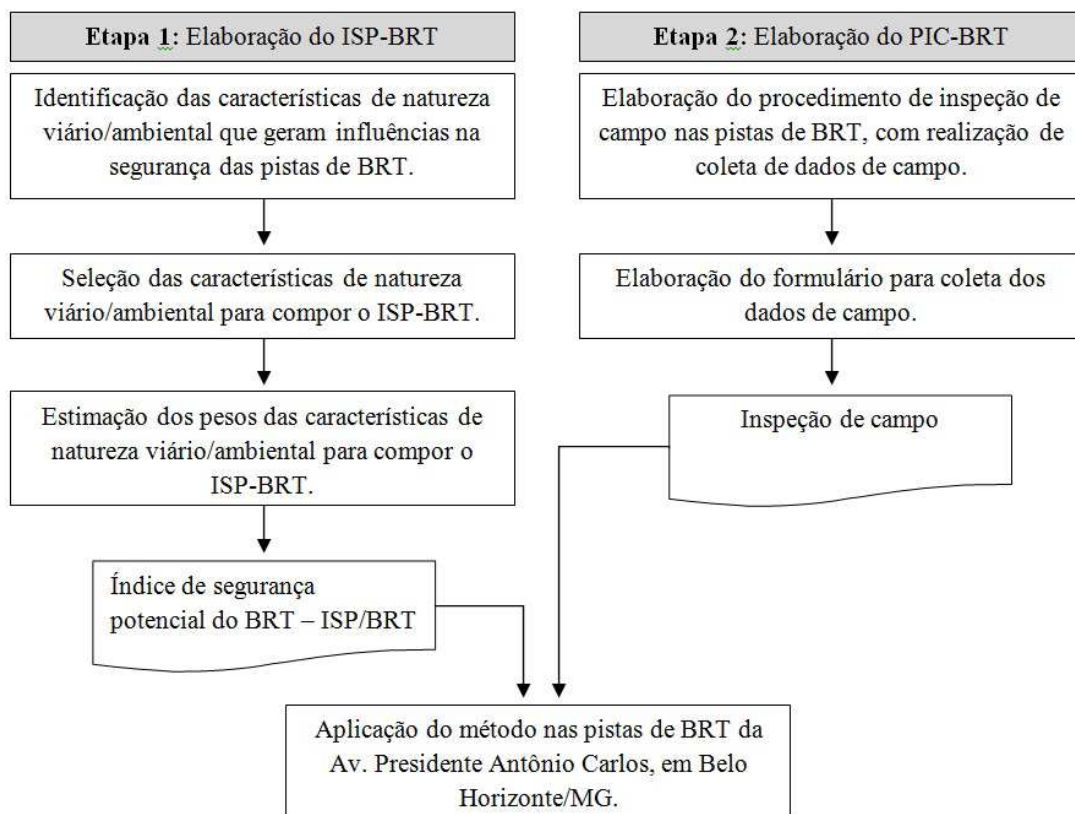 Etapa 1: Elaboração do ISP-BRT
Identificação das características de natureza
viário/ambiental que geram influências na
segurança das pistas de BRT.
Seleção das características de natureza
viário/ambiental para compor o ISP-BRT.
Estimação dos pesos das características de
natureza viário/ambiental para compor o
ISP-BRT.
Índice de segurança
potencial do BRT – ISP/BRT
Etapa 2: Elaboração do PIC-BRT
Elaboração do procedimento de inspeção de
campo nas pistas de BRT, com realização de
coleta de dados de campo.
Elaboração do formulário para coleta dos
dados de campo.
Inspeção de campo
Aplicação do método nas pistas de BRT da
Av. Presidente Antônio Carlos, em Belo
Horizonte/MG.